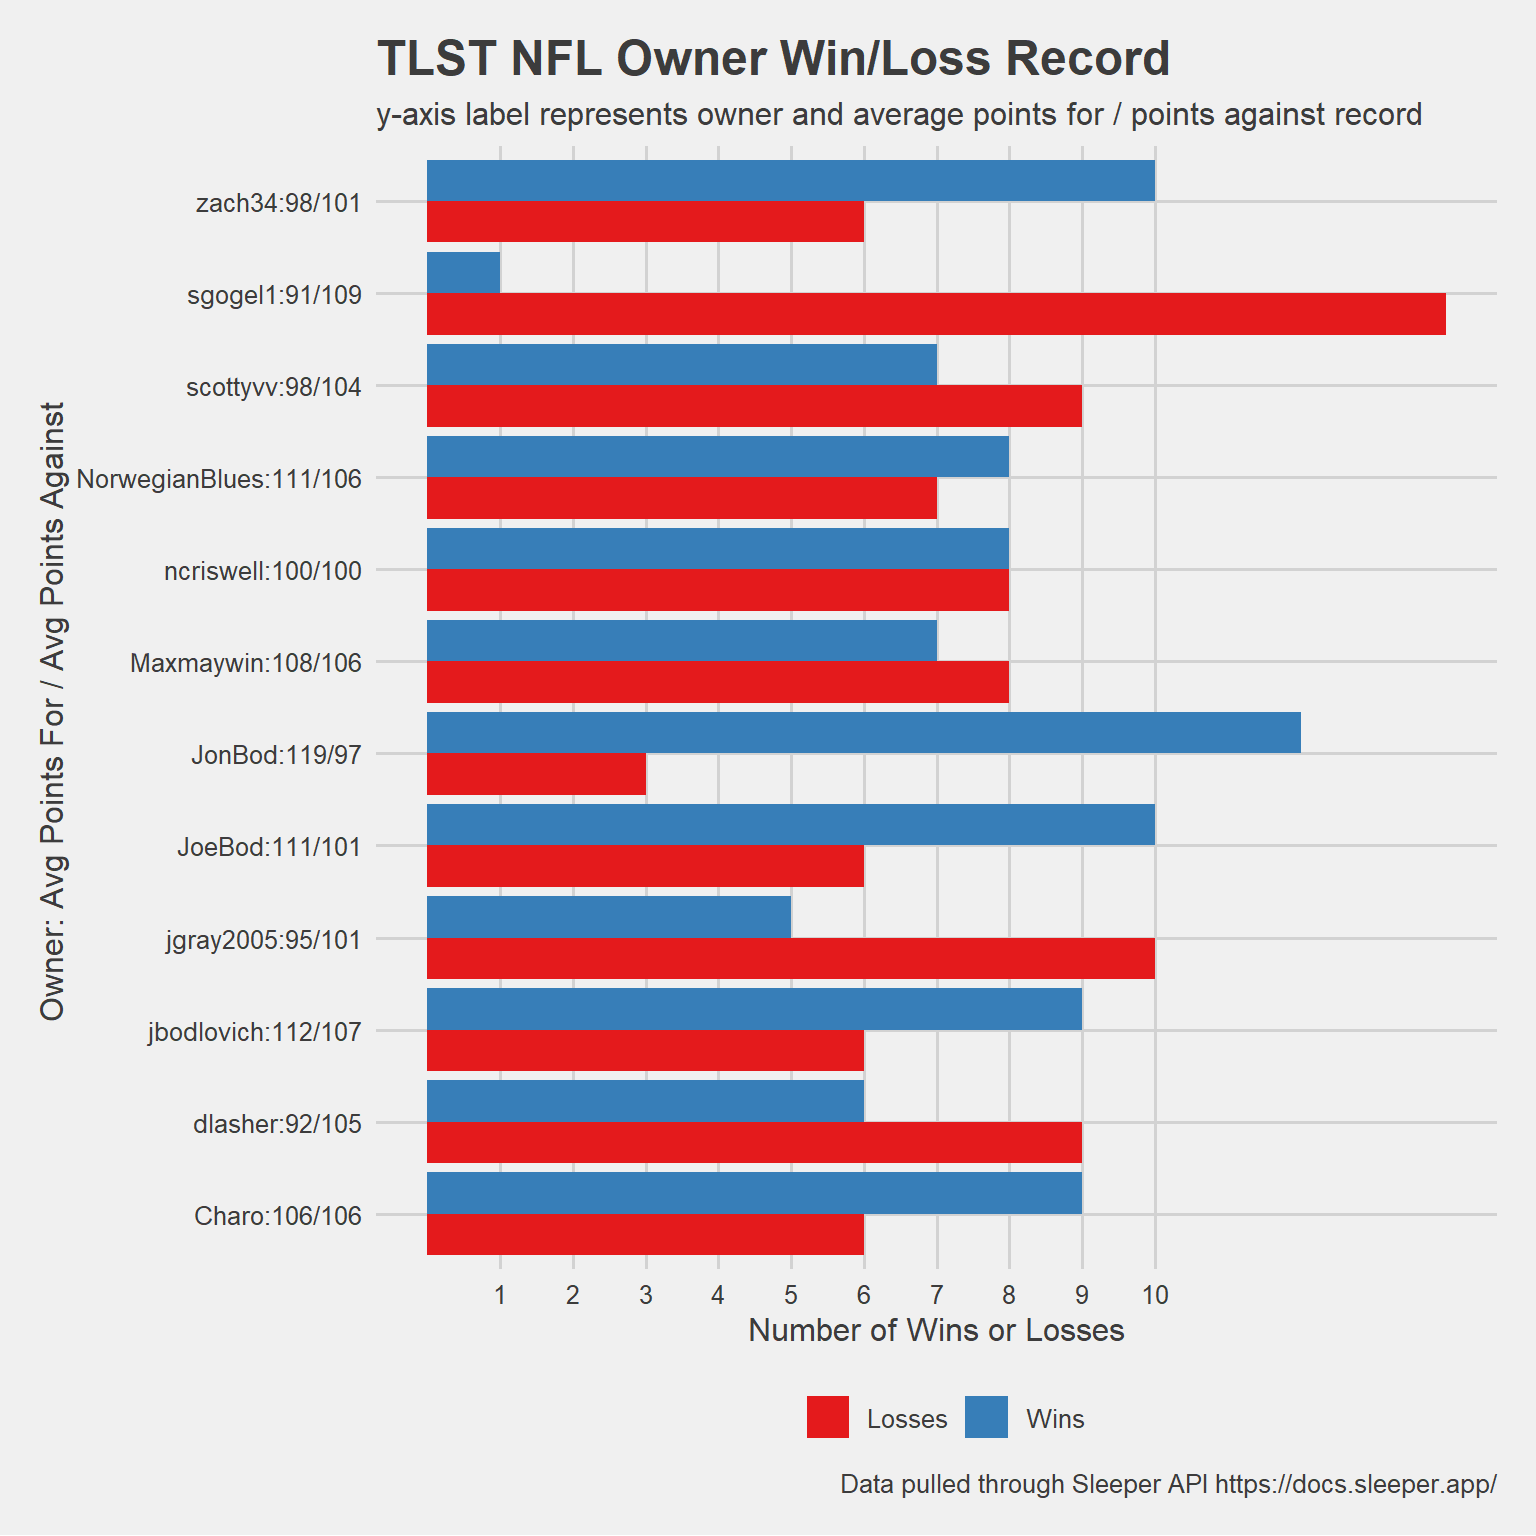 TLST NFL Owner Win/Loss Record
y-axis label represents owner and average points for / points against record
Owner: Avg Points For / Avg Points Against
zach34:98/101
sgogel1:91/109
scottyvv:98/104
NorwegianBlues:111/106
ncriswell:100/100
Maxmaywin:108/106
JonBod:119/97
JoeBod:111/101
jgray2005:95/101
jbodlovich:112/107
dlasher:92/105
Charo:106/106
1 2 3 4 5 6 7 8 9 10
Number of Wins or Losses
Losses Wins
Data pulled through Sleeper API https://docs.sleeper.app/